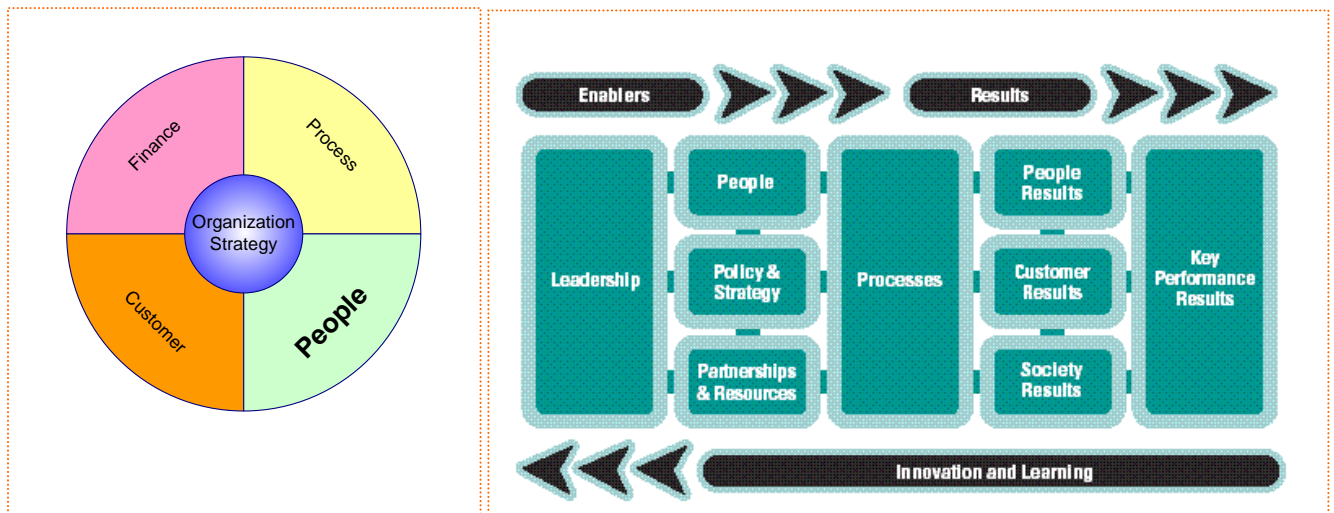 Finance
Process
Organization
Strategy
Customer
People
Enablers
Results
Leadership
People
Policy &
Strategy
Partnerships
& Resources
Processes
People
Results
Customer
Results
Society
Results
Key
Performance
Results
Innovation and Learning